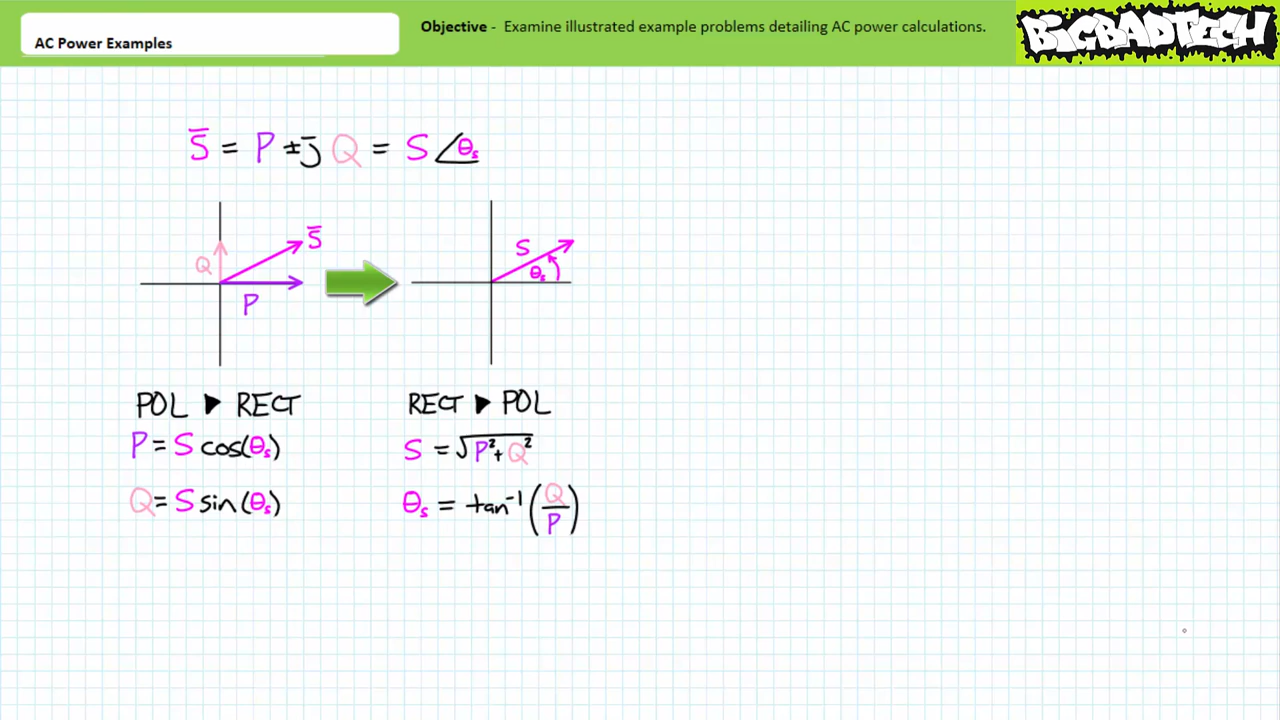 AC Power Examples
Objective - Examine illustrated example problems detailing AC power calculations.
BIGBADTECH
S̅ = P ±j Q = S ∠θs
Q
S̅
P
S
θs
POL ▶ RECT
P = S cos(θs)
Q = S sin(θs)
RECT ▶ POL
S = √P²+Q²
θs = tan⁻¹(Q/P)